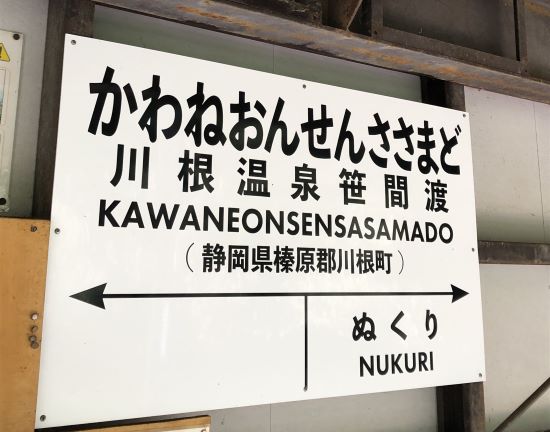 かわねおんせんささまど
川根温泉笹間渡
KAWANEONSENSASAMADO
(静岡県榛原郡川根町)
ぬくり
NUKURI